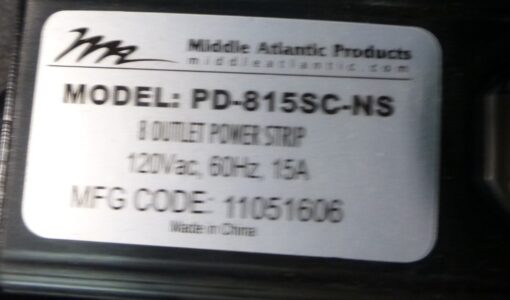 Middle Atlantic Products
middleatlantic.com
MODEL: PD-815SC-NS
8 OUTLET POWER STRIP
120Vac, 60Hz, 15A
MFG CODE: 11051606
Made in China